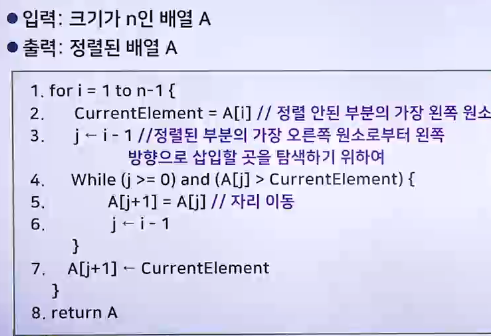 ● 입력: 크기가 n인 배열 A
● 출력: 정렬된 배열 A
1. for i = 1 to n-1 {
2. CurrentElement = A[i] // 정렬 안된 부분의 가장 왼쪽 원소
3. j ← i - 1 //정렬된 부분의 가장 오른쪽 원소로부터 왼쪽
방향으로 삽입할 곳을 탐색하기 위하여
4. While (j >= 0) and (A[j] > CurrentElement) {
5. A[j+1] = A[j] // 자리 이동
6. j ← i - 1
}
7. A[j+1] ← CurrentElement
}
8. return A